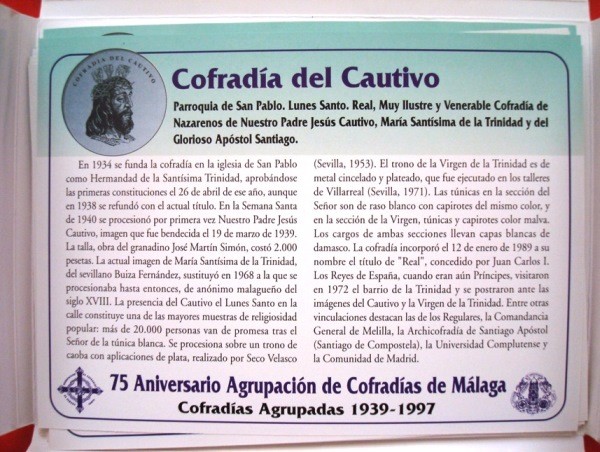 COFRADIA DEL CAUTIVO
Cofradía del Cautivo
Parroquia de San Pablo. Lunes Santo. Real, Muy Ilustre y Venerable Cofradía de
Nazarenos de Nuestro Padre Jesús Cautivo, María Santísima de la Trinidad y del
Glorioso Apóstol Santiago.
En 1934 se funda la cofradía en la iglesia de San Pablo
como Hermandad de la Santísima Trinidad, aprobándose
las primeras constituciones el 26 de abril de ese año, aunque
en 1938 se refundó con el actual título. En la Semana Santa
de 1940 se procesionó por primera vez Nuestro Padre Jesús
Cautivo, imagen que fue bendecida el 19 de marzo de 1939.
La talla, obra del granadino José Martín Simón, costó 2.000
pesetas. La actual imagen de María Santísima de la Trinidad,
del sevillano Buiza Fernández, sustituyó en 1968 a la que se
procesionaba hasta entonces, de anónimo malagueño del
siglo XVIII. La presencia del Cautivo el Lunes Santo en la
calle constituye una de las mayores muestras de religiosidad
popular: más de 20.000 personas van de promesa tras el
Señor de la túnica blanca. Se procesiona sobre un trono de
caoba con aplicaciones de plata, realizado por Seco Velasco
(Sevilla, 1953). El trono de la Virgen de la Trinidad es de
metal cincelado y plateado, que fue ejecutado en los talleres
de Villarreal (Sevilla, 1971). Las túnicas en la sección del
Señor son de raso blanco con capirotes del mismo color, y
en la sección de la Virgen, túnicas y capirotes color malva.
Los cargos de ambas secciones llevan capas blancas de
damasco. La cofradía incorporó el 12 de enero de 1989 a su
nombre el título de "Real", concedido por Juan Carlos I.
Los Reyes de España, cuando eran aún Príncipes, visitaron
en 1972 el barrio de la Trinidad y se postraron ante las
imágenes del Cautivo y la Virgen de la Trinidad. Entre otras
vinculaciones destacan las de los Regulares, la Comandancia
General de Melilla, la Archicofradía de Santiago Apóstol
(Santiago de Compostela), la Universidad Complutense y
la Comunidad de Madrid.
75 Aniversario Agrupación de Cofradías de Málaga
Cofradías Agrupadas 1939-1997